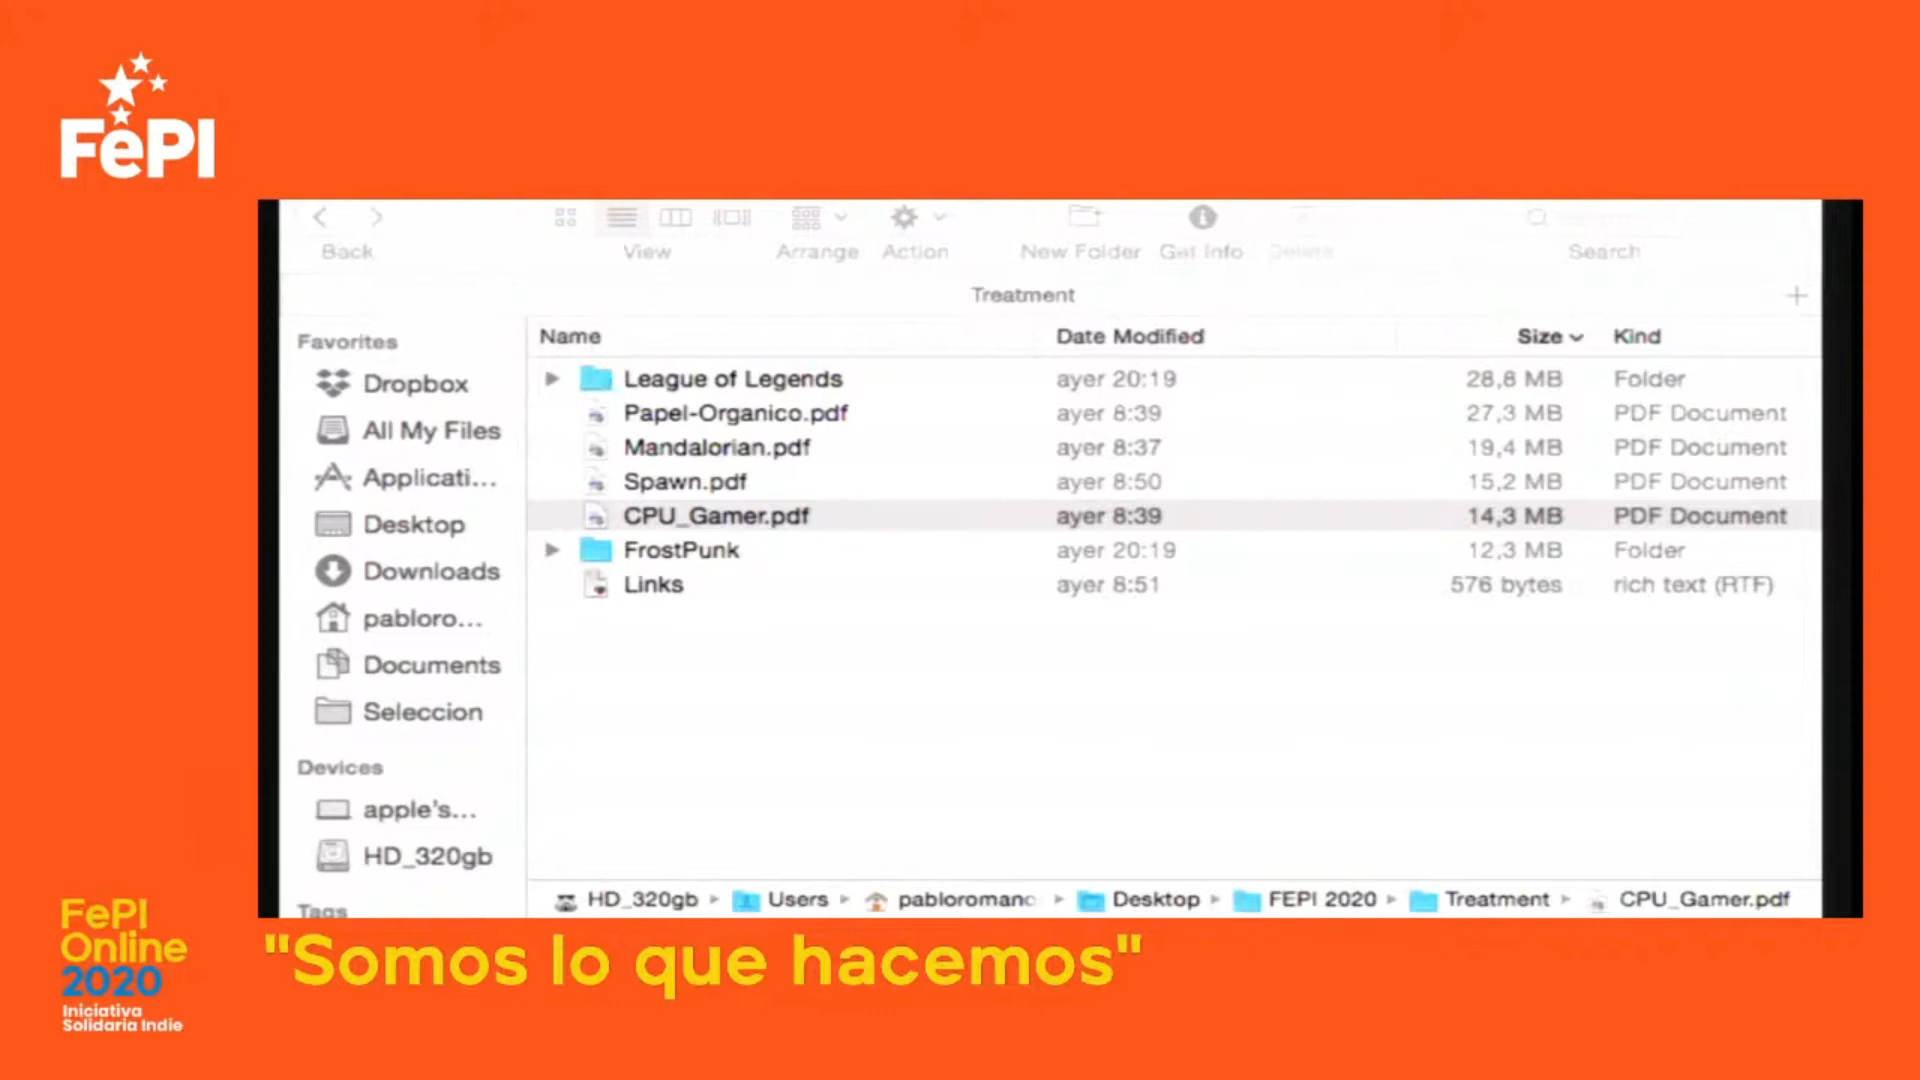 FePI
Back
View
Arrange
Action
New Folder
Get Info
Delete
Search
Treatment
Favorites
Dropbox
All My Files
Applicati...
Desktop
Downloads
pabloro...
Documents
Seleccion
Devices
apple's...
HD_320gb
Tags
Name Date Modified Size Kind
League of Legends ayer 20:19 28,8 MB Folder
Papel-Organico.pdf ayer 8:39 27,3 MB PDF Document
Mandalorian.pdf ayer 8:37 19,4 MB PDF Document
Spawn.pdf ayer 8:50 15,2 MB PDF Document
CPU_Gamer.pdf ayer 8:39 14,3 MB PDF Document
FrostPunk ayer 20:19 12,3 MB Folder
Links ayer 8:51 576 bytes rich text (RTF)
HD_320gb Users pabloromano Desktop FEPI 2020 Treatment CPU_Gamer.pdf
FePI
Online
2020
Iniciativa
Solidaria Indie
"Somos lo que hacemos"